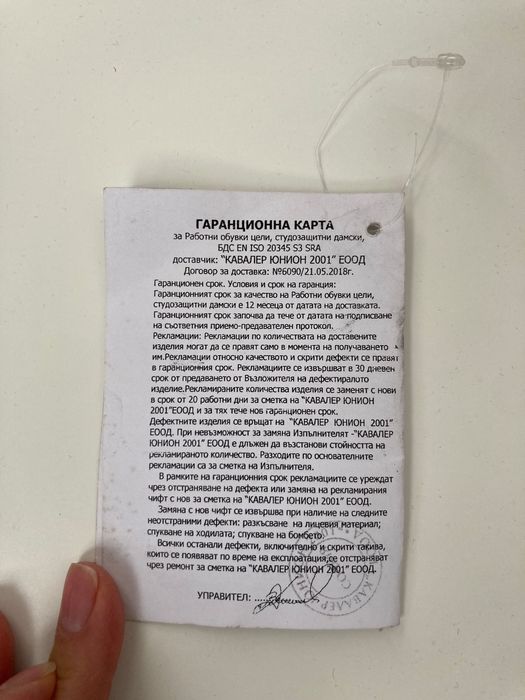 ГАРАНЦИОННА КАРТА
за Работни обувки цели, студозащитни дамски,
БДС EN ISO 20345 S3 SRA
доставчик: "КАВАЛЕР ЮНИОН 2001" ЕООД
Договор за доставка: №6090/21.05.2018г.
Гаранционен срок. Условия и срок на гаранция:
Гаранционният срок за качество на Работни обувки цели,
студозащитни дамски е 12 месеца от датата на доставката.
Гаранционният срок започва да тече от датата на подписване
на съответния приемо-предавателен протокол.
Рекламации: Рекламации по количествата на доставените
изделия могат да се правят само в момента на получаването
им.Рекламации относно качеството и скрити дефекти се правят
в гаранционния срок. Рекламациите се извършват в 30 дневен
срок от предаването от Възложителя на дефектиралото
изделие.Рекламираните количества изделия се заменят с нови
в срок от 20 работни дни за сметка на "КАВАЛЕР ЮНИОН
2001"ЕООД и за тях тече нов гаранционен срок.
Дефектните изделия се връщат на "КАВАЛЕР ЮНИОН 2001"
ЕООД. При невъзможност за замяна Изпълнителят -"КАВАЛЕР
ЮНИОН 2001" ЕООД е длъжен да възстанови стойността на
рекламираното количество. Разходите по основателните
рекламации са за сметка на Изпълнителя.
В рамките на гаранционния срок рекламациите се уреждат
чрез отстраняване на дефекта или замяна на рекламирания
чифт с нов за сметка на "КАВАЛЕР ЮНИОН 2001" ЕООД.
Замяна с нов чифт се извършва при наличие на следните
неотстраними дефекти: разкъсване на лицевия материал;
спукване на ходилата; спукване на бомбето.
Всички останали дефекти, включително и скрити такива,
които се появяват по време на експлоатация,се отстраняват
чрез ремонт за сметка на "КАВАЛЕР ЮНИОН 2001" ЕООД.
УПРАВИТЕЛ:
КАВАЛЕР